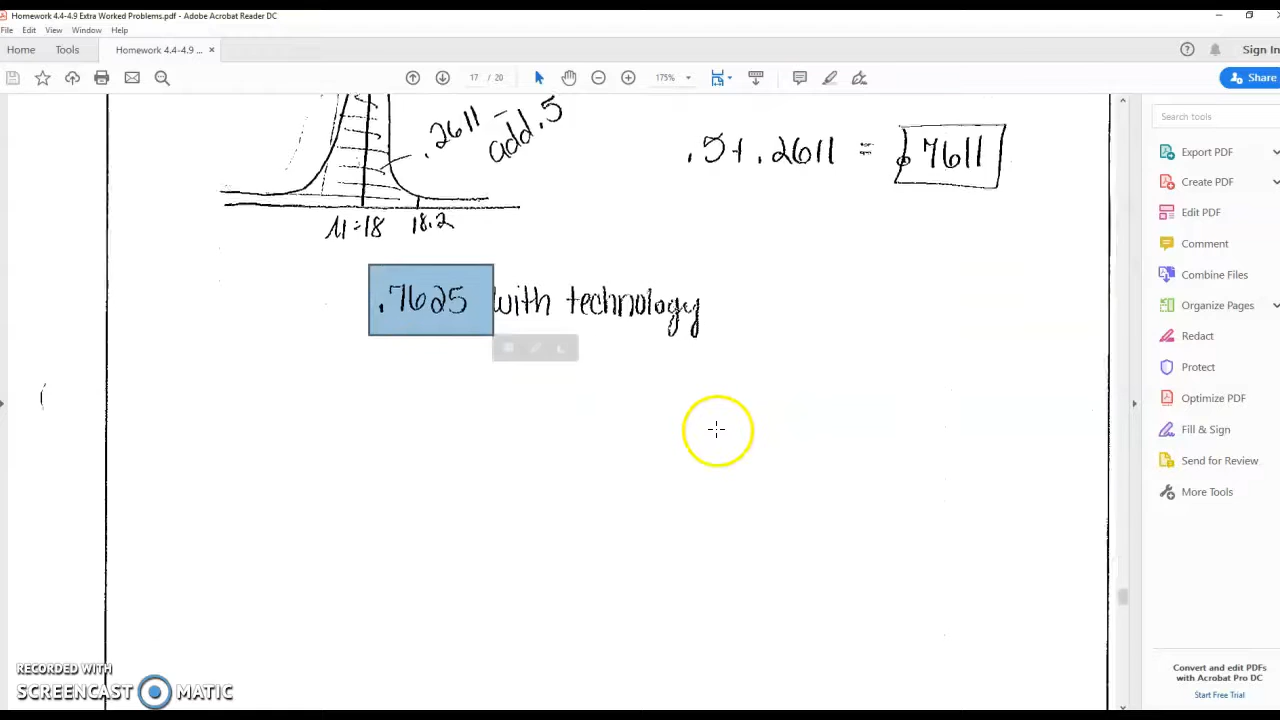 Homework 4.4-4.9 Extra Worked Problems.pdf - Adobe Acrobat Reader DC
File Edit View Window Help
Home Tools Homework 4.4-4.9 ... × Sign In
17 / 20 175% Share
.2611
add .5
.5 + .2611 = .7611
μ=18 18.2
.7625 with technology
Search tools
Export PDF
Create PDF
Edit PDF
Comment
Combine Files
Organize Pages
Redact
Protect
Optimize PDF
Fill & Sign
Send for Review
More Tools
Convert and edit PDFs
with Acrobat Pro DC
Start Free Trial
RECORDED WITH
SCREENCAST MATIC